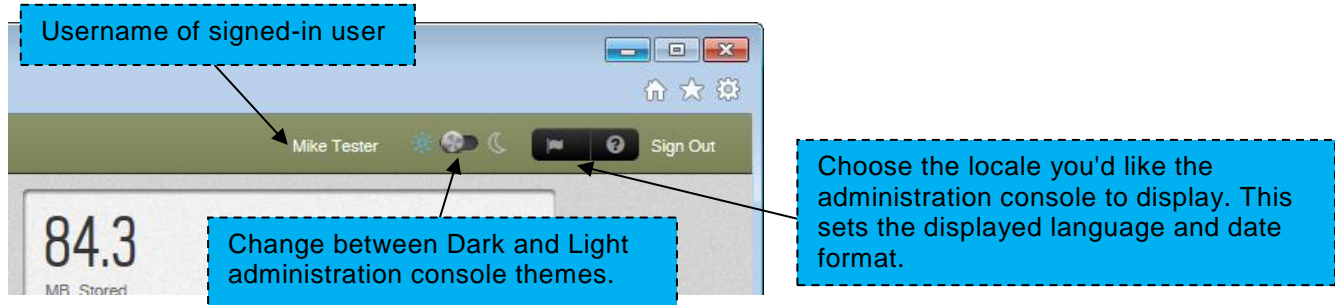 Username of signed-in user
Mike Tester
Sign Out
Choose the locale you'd like the
administration console to display. This
sets the displayed language and date
format.
84.3
MB Stored
Change between Dark and Light
administration console themes.